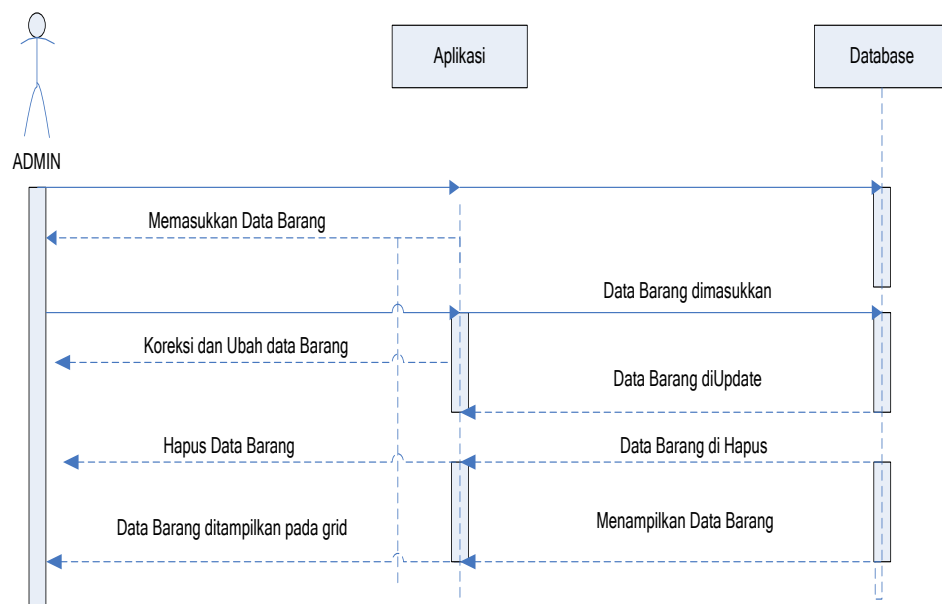 Aplikasi
Database
ADMIN
Memasukkan Data Barang
Data Barang dimasukkan
Koreksi dan Ubah data Barang
Data Barang diUpdate
Hapus Data Barang
Data Barang di Hapus
Data Barang ditampilkan pada grid
Menampilkan Data Barang